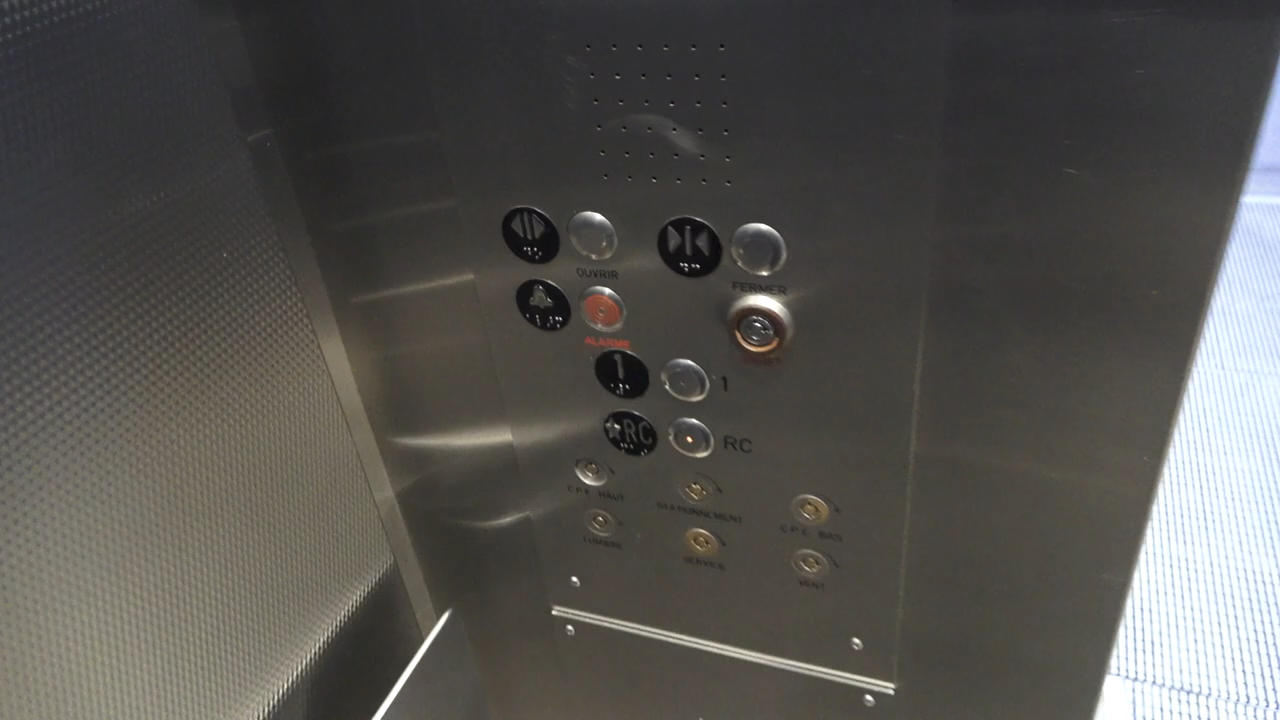 OUVRIR
FERMER
ALARME
1 1
★RC RC
C.P.E. HAUT
STATIONNEMENT
C.P.E. BAS
LUMIERE
SERVICE
VENT